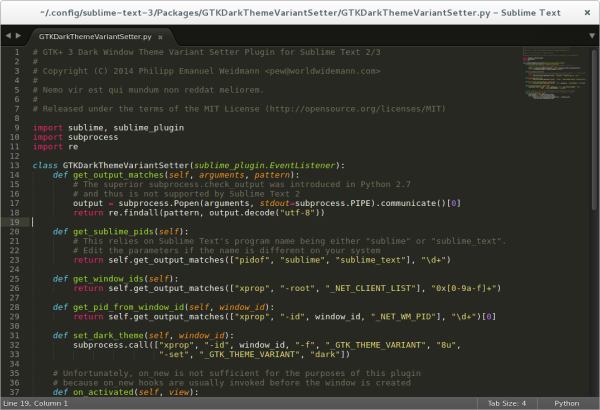 ~/.config/sublime-text-3/Packages/GTKDarkThemeVariantSetter/GTKDarkThemeVariantSetter.py – Sublime Text
GTKDarkThemeVariantSetter.py
1 # GTK+ 3 Dark Window Theme Variant Setter Plugin for Sublime Text 2/3
2 #
3 # Copyright (C) 2014 Philipp Emanuel Weidmann <pew@worldwidemann.com>
4 #
5 # Nemo vir est qui mundum non reddat meliorem.
6 #
7 # Released under the terms of the MIT License (http://opensource.org/licenses/MIT)
8
9 import sublime, sublime_plugin
10 import subprocess
11 import re
12
13 class GTKDarkThemeVariantSetter(sublime_plugin.EventListener):
14     def get_output_matches(self, arguments, pattern):
15         # The superior subprocess.check_output was introduced in Python 2.7
16         # and thus is not supported by Sublime Text 2
17         output = subprocess.Popen(arguments, stdout=subprocess.PIPE).communicate()[0]
18         return re.findall(pattern, output.decode("utf-8"))
19
20     def get_sublime_pids(self):
21         # This relies on Sublime Text's program name being either "sublime" or "sublime_text".
22         # Edit the parameters if the name is different on your system
23         return self.get_output_matches(["pidof", "sublime", "sublime_text"], "\d+")
24
25     def get_window_ids(self):
26         return self.get_output_matches(["xprop", "-root", "_NET_CLIENT_LIST"], "0x[0-9a-f]+")
27
28     def get_pid_from_window_id(self, window_id):
29         return self.get_output_matches(["xprop", "-id", window_id, "_NET_WM_PID"], "\d+")[0]
30
31     def set_dark_theme(self, window_id):
32         subprocess.call(["xprop", "-id", window_id, "-f", "_GTK_THEME_VARIANT", "8u",
33                          "-set", "_GTK_THEME_VARIANT", "dark"])
34
35     # Unfortunately, on_new is not sufficient for the purposes of this plugin
36     # because on_new hooks are usually invoked before the window is created
37     def on_activated(self, view):
Line 19, Column 1
Tab Size: 4
Python